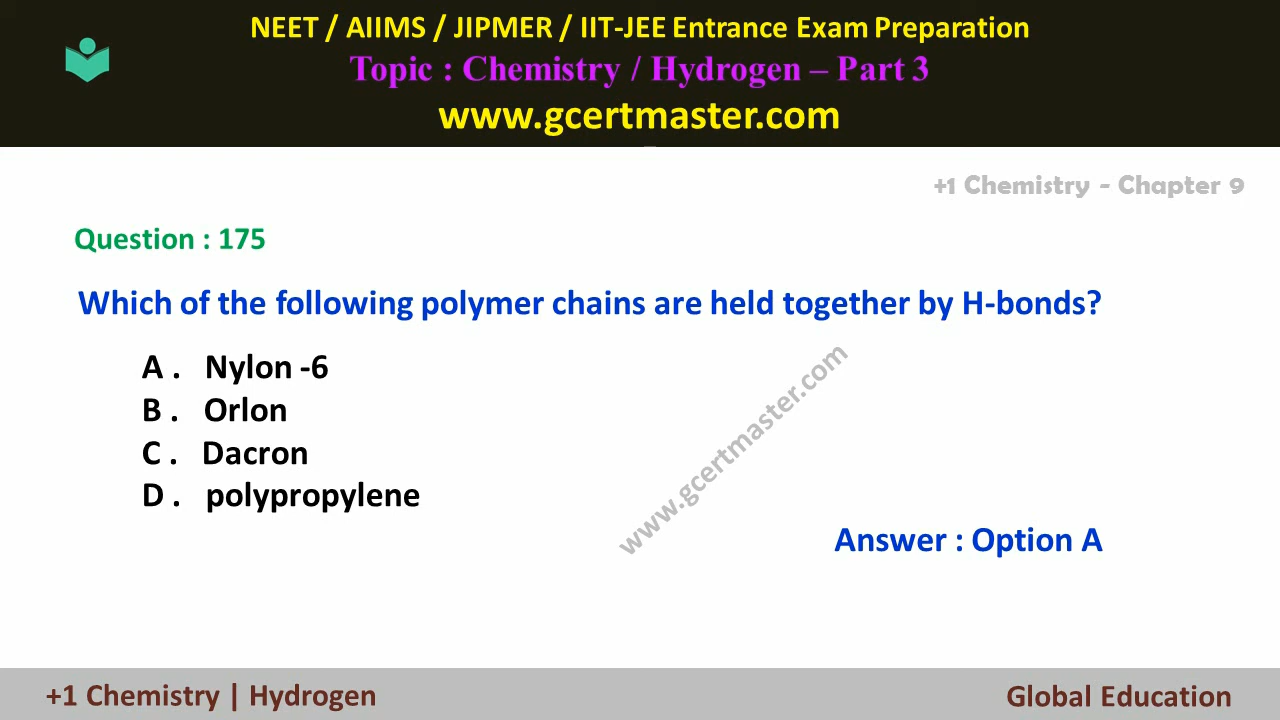 NEET / AIIMS / JIPMER / IIT-JEE Entrance Exam Preparation
Topic : Chemistry / Hydrogen – Part 3
www.gcertmaster.com
+1 Chemistry - Chapter 9
Question : 175
Which of the following polymer chains are held together by H-bonds?
A . Nylon -6
B . Orlon
C . Dacron
D . polypropylene
www.gcertmaster.com
Answer : Option A
+1 Chemistry | Hydrogen
Global Education